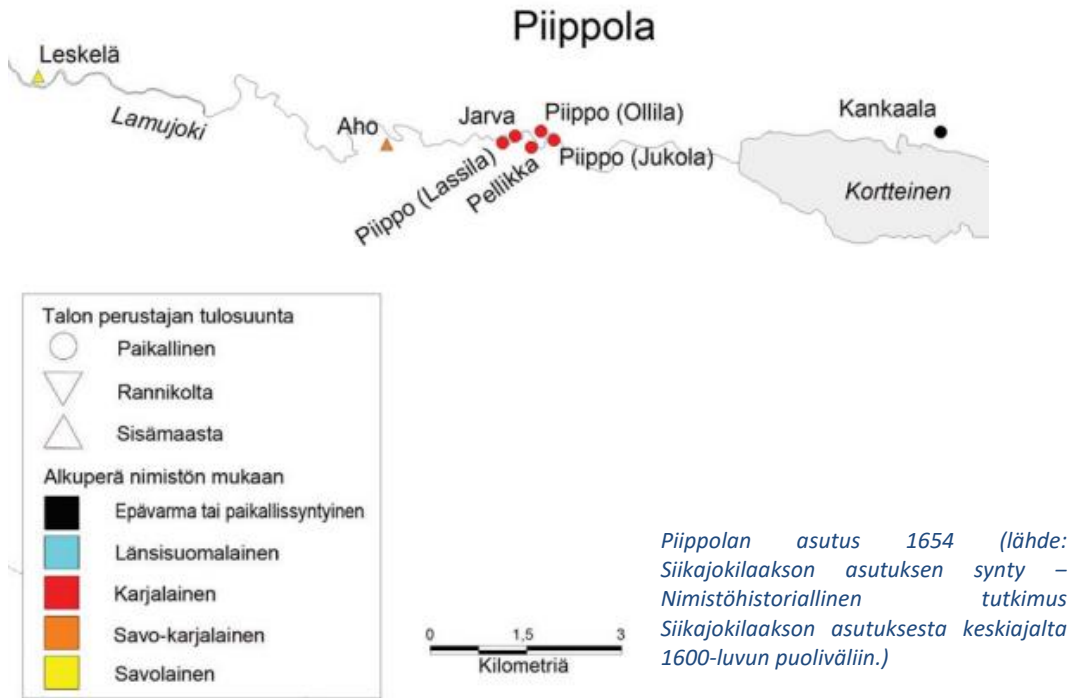 Piippola
Leskelä
Lamujoki
Aho
Jarva
Piippo (Ollila)
Kankaala
Piippo (Lassila)
Pellikka
Piippo (Jukola)
Kortteinen
Talon perustajan tulosuunta
Paikallinen
Rannikolta
Sisämaasta
Alkuperä nimistön mukaan
Epävarma tai paikallissyntyinen
Länsisuomalainen
Karjalainen
Savo-karjalainen
Savolainen
0 1,5 3
Kilometriä
Piippolan asutus 1654 (lähde:
Siikajokilaakson asutuksen synty –
Nimistöhistoriallinen tutkimus
Siikajokilaakson asutuksesta keskiajalta
1600-luvun puoliväliin.)